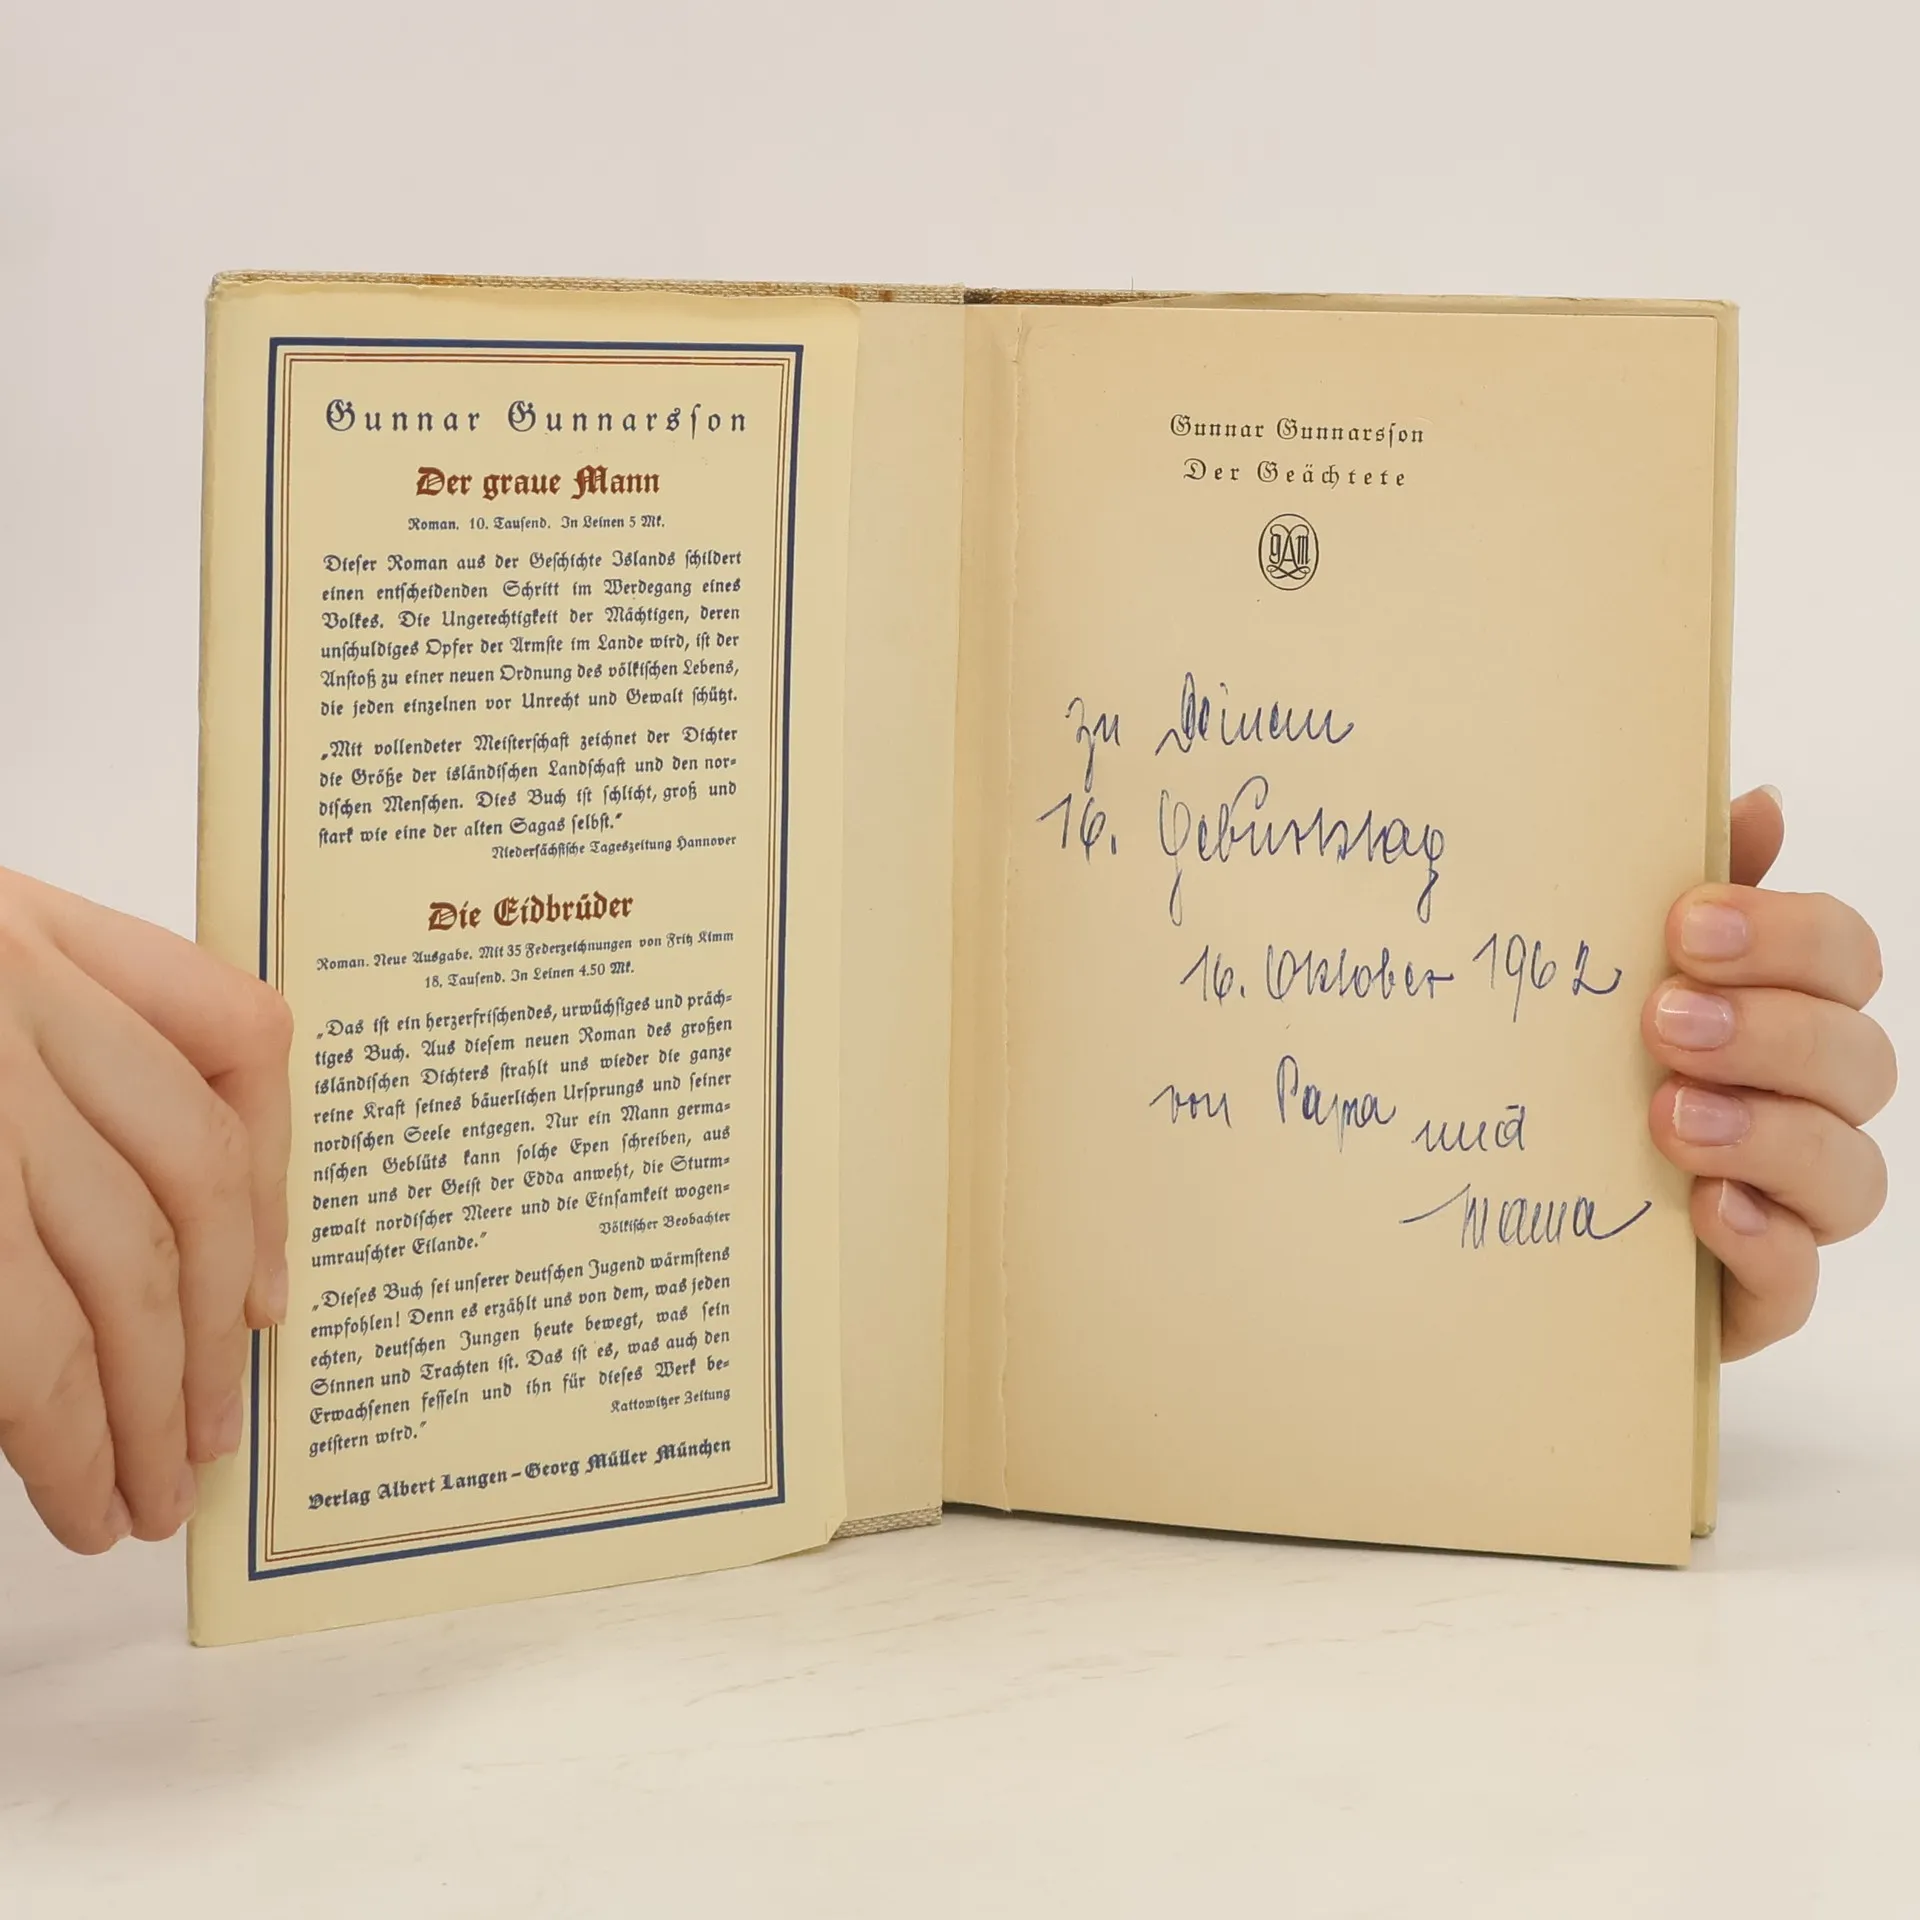 Gunnar Gunnarsſon
Der graue Mann
Roman. 10. Tauſend. In Leinen 5 Mk.
Dieſer Roman aus der Geſchichte Islands ſchildert
einen entſcheidenden Schritt im Werdegang eines
Volkes. Die Ungerechtigkeit der Mächtigen, deren
unſchuldiges Opfer der Ärmſte im Lande wird, iſt der
Anſtoß zu einer neuen Ordnung des völkiſchen Lebens,
die jeden einzelnen vor Unrecht und Gewalt ſchützt.
„Mit vollendeter Meiſterſchaft zeichnet der Dichter
die Größe der isländiſchen Landſchaft und den nor-
diſchen Menſchen. Dies Buch iſt ſchlicht, groß und
ſtark wie eine der alten Sagas ſelbſt.“
Niederſächſiſche Tageszeitung Hannover
Die Eidbrüder
Roman. Neue Ausgabe. Mit 35 Federzeichnungen von Fritz Kimm
18. Tauſend. In Leinen 4.50 Mk.
„Das iſt ein herzerfriſchendes, urwüchſiges und präch-
tiges Buch. Aus dieſem neuen Roman des großen
isländiſchen Dichters ſtrahlt uns wieder die ganze
reine Kraft ſeines bäuerlichen Urſprungs und ſeiner
nordiſchen Seele entgegen. Nur ein Mann germa-
niſchen Geblüts kann ſolche Epen ſchreiben, aus
denen uns der Geiſt der Edda anweht, die Sturm-
gewalt nordiſcher Meere und die Einſamkeit wogen-
umrauſchter Eilande.“
Völkiſcher Beobachter
„Dieſes Buch ſei unſerer deutſchen Jugend wärmſtens
empfohlen! Denn es erzählt uns von dem, was jeden
echten, deutſchen Jungen heute bewegt, was ſein
Sinnen und Trachten iſt. Das iſt es, was auch den
Erwachſenen feſſeln und ihn für dieſes Werk be-
geiſtern wird.“
Kattowitzer Zeitung
Verlag Albert Langen-Georg Müller München
Gunnar Gunnarsſon
Der Geächtete
gAm
zu Deinem
16. Geburtstag
16. Oktober 1962
von Papa und
Mama